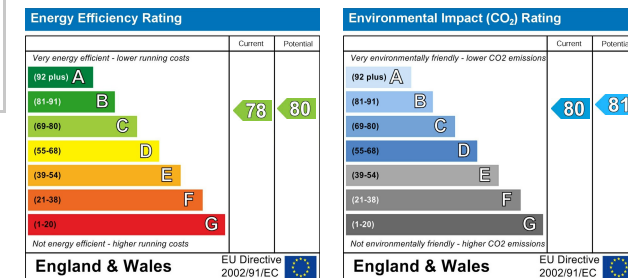 Energy Efficiency Rating
Current Potential
Very energy efficient - lower running costs
(92 plus) A
(81-91) B
(69-80) C
(55-68) D
(39-54) E
(21-38) F
(1-20) G
78 80
Not energy efficient - higher running costs
England & Wales
EU Directive
2002/91/EC
Environmental Impact (CO2) Rating
Current Potential
Very environmentally friendly - lower CO2 emissions
(92 plus) A
(81-91) B
(69-80) C
(55-68) D
(39-54) E
(21-38) F
(1-20) G
80 81
Not environmentally friendly - higher CO2 emissions
England & Wales
EU Directive
2002/91/EC